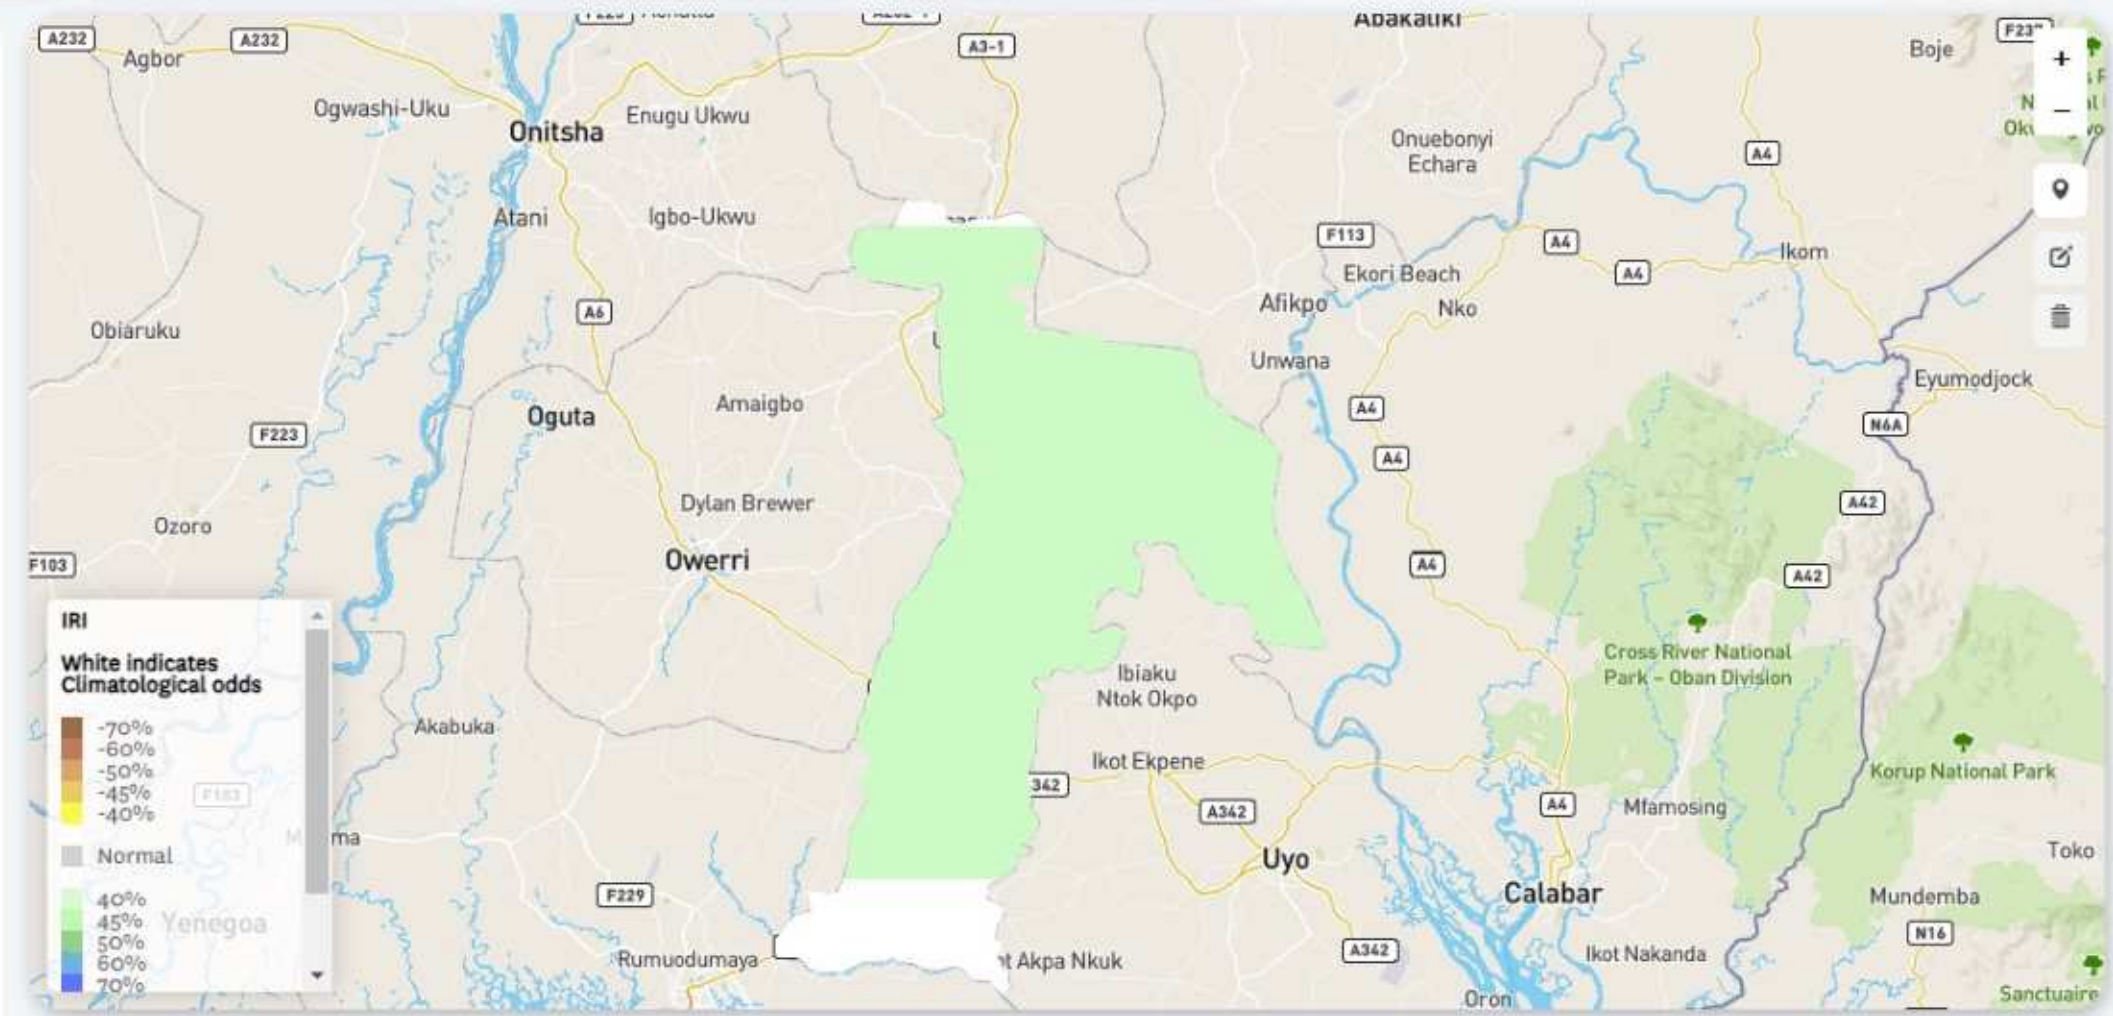 A232
Agbor
A232
A3-1
Abakaliki
Boje
+
−
Ogwashi-Uku
Onitsha
Enugu Ukwu
Onuebonyi
Echara
A4
Atani
Igbo-Ukwu
F113
A4
A4
Ikom
Ekori Beach
Afikpo
Nko
A6
Obiaruku
Unwana
Eyumodjock
Oguta
Amaigbo
A4
N6A
F223
A4
Dylan Brewer
A42
Ozoro
Owerri
F103
A4
A42
IRI
White indicates
Climatological odds
-70%
-60%
-50%
-45%
-40%
Normal
40%
45%
50%
60%
70%
F103
Yenegoa
Cross River National
Park – Oban Division
Ibiaku
Ntok Okpo
Akabuka
Ikot Ekpene
342
A342
A4
Mfamosing
Korup National Park
Uyo
Toko
F229
Calabar
Mundemba
N16
Rumuodumaya
Akpa Nkuk
A342
Ikot Nakanda
Oron
Sanctuaire